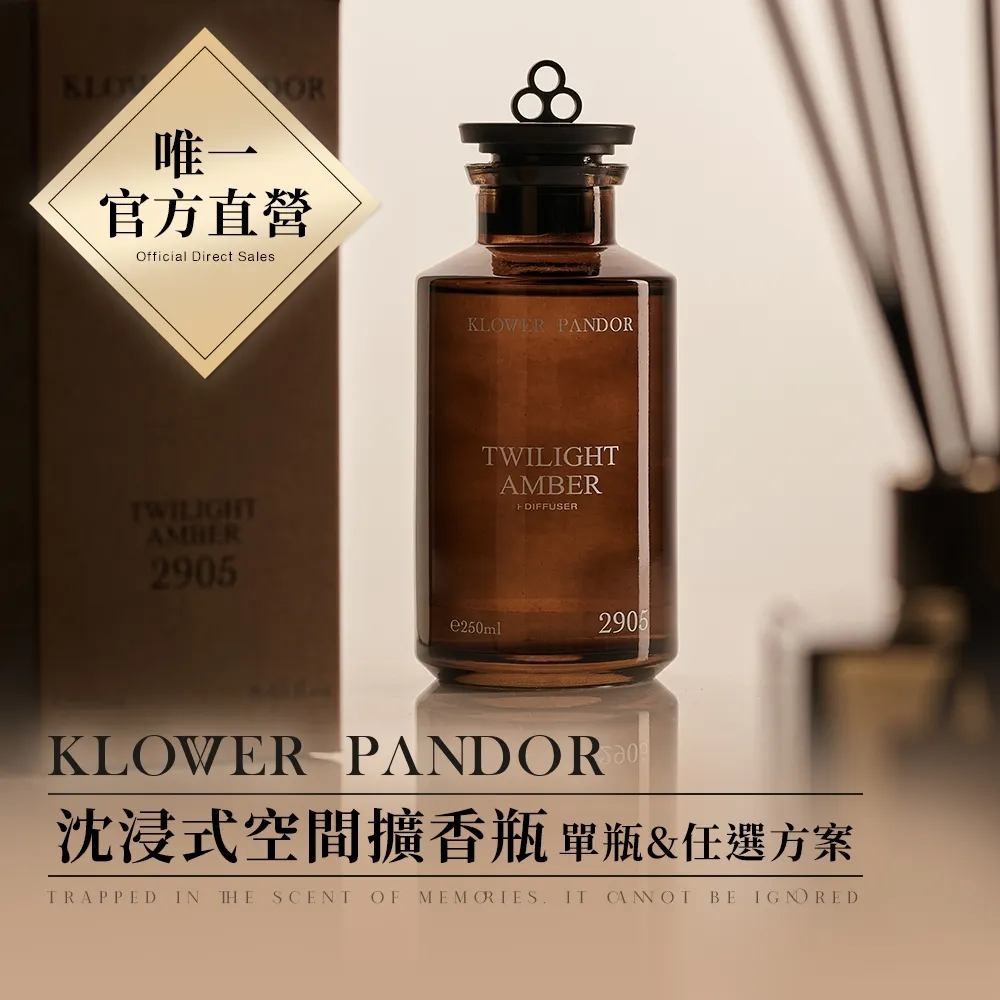 KLOWER PANDOR
唯一
官方直營
Official Direct Sales
KLOWER PANDOR
TWILIGHT
AMBER
DIFFUSER
e250ml
2905
TWILIGHT
AMBER
2905
2905
KLOWER PANDOR
沈浸式空間擴香瓶 單瓶&任選方案
TRAPPED IN THE SCENT OF MEMORIES. IT CANNOT BE IGNORED